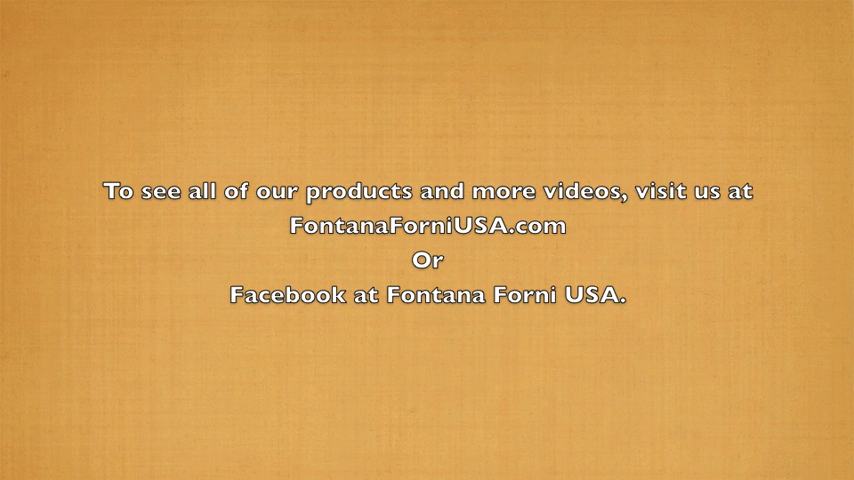 To see all of our products and more videos, visit us at
FontanaForniUSA.com
Or
Facebook at Fontana Forni USA.